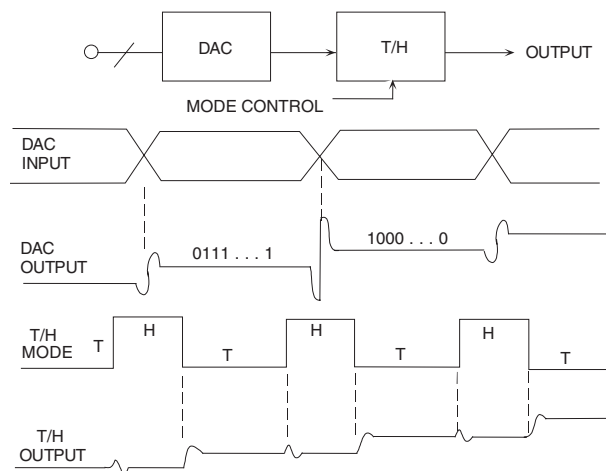 DAC
T/H
OUTPUT
MODE CONTROL
DAC
INPUT
DAC
OUTPUT
0111 . . . 1
1000 . . . 0
T/H
MODE
T
H
T
H
T
H
T
T/H
OUTPUT